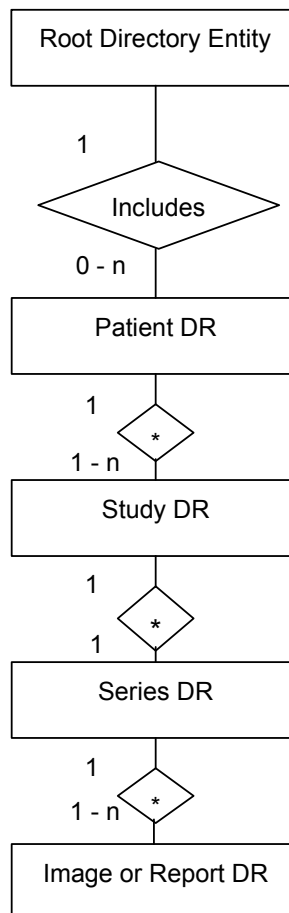 Root Directory Entity
1
Includes
0 - n
Patient DR
1
*
1 - n
Study DR
1
*
1
Series DR
1
*
1 - n
Image or Report DR